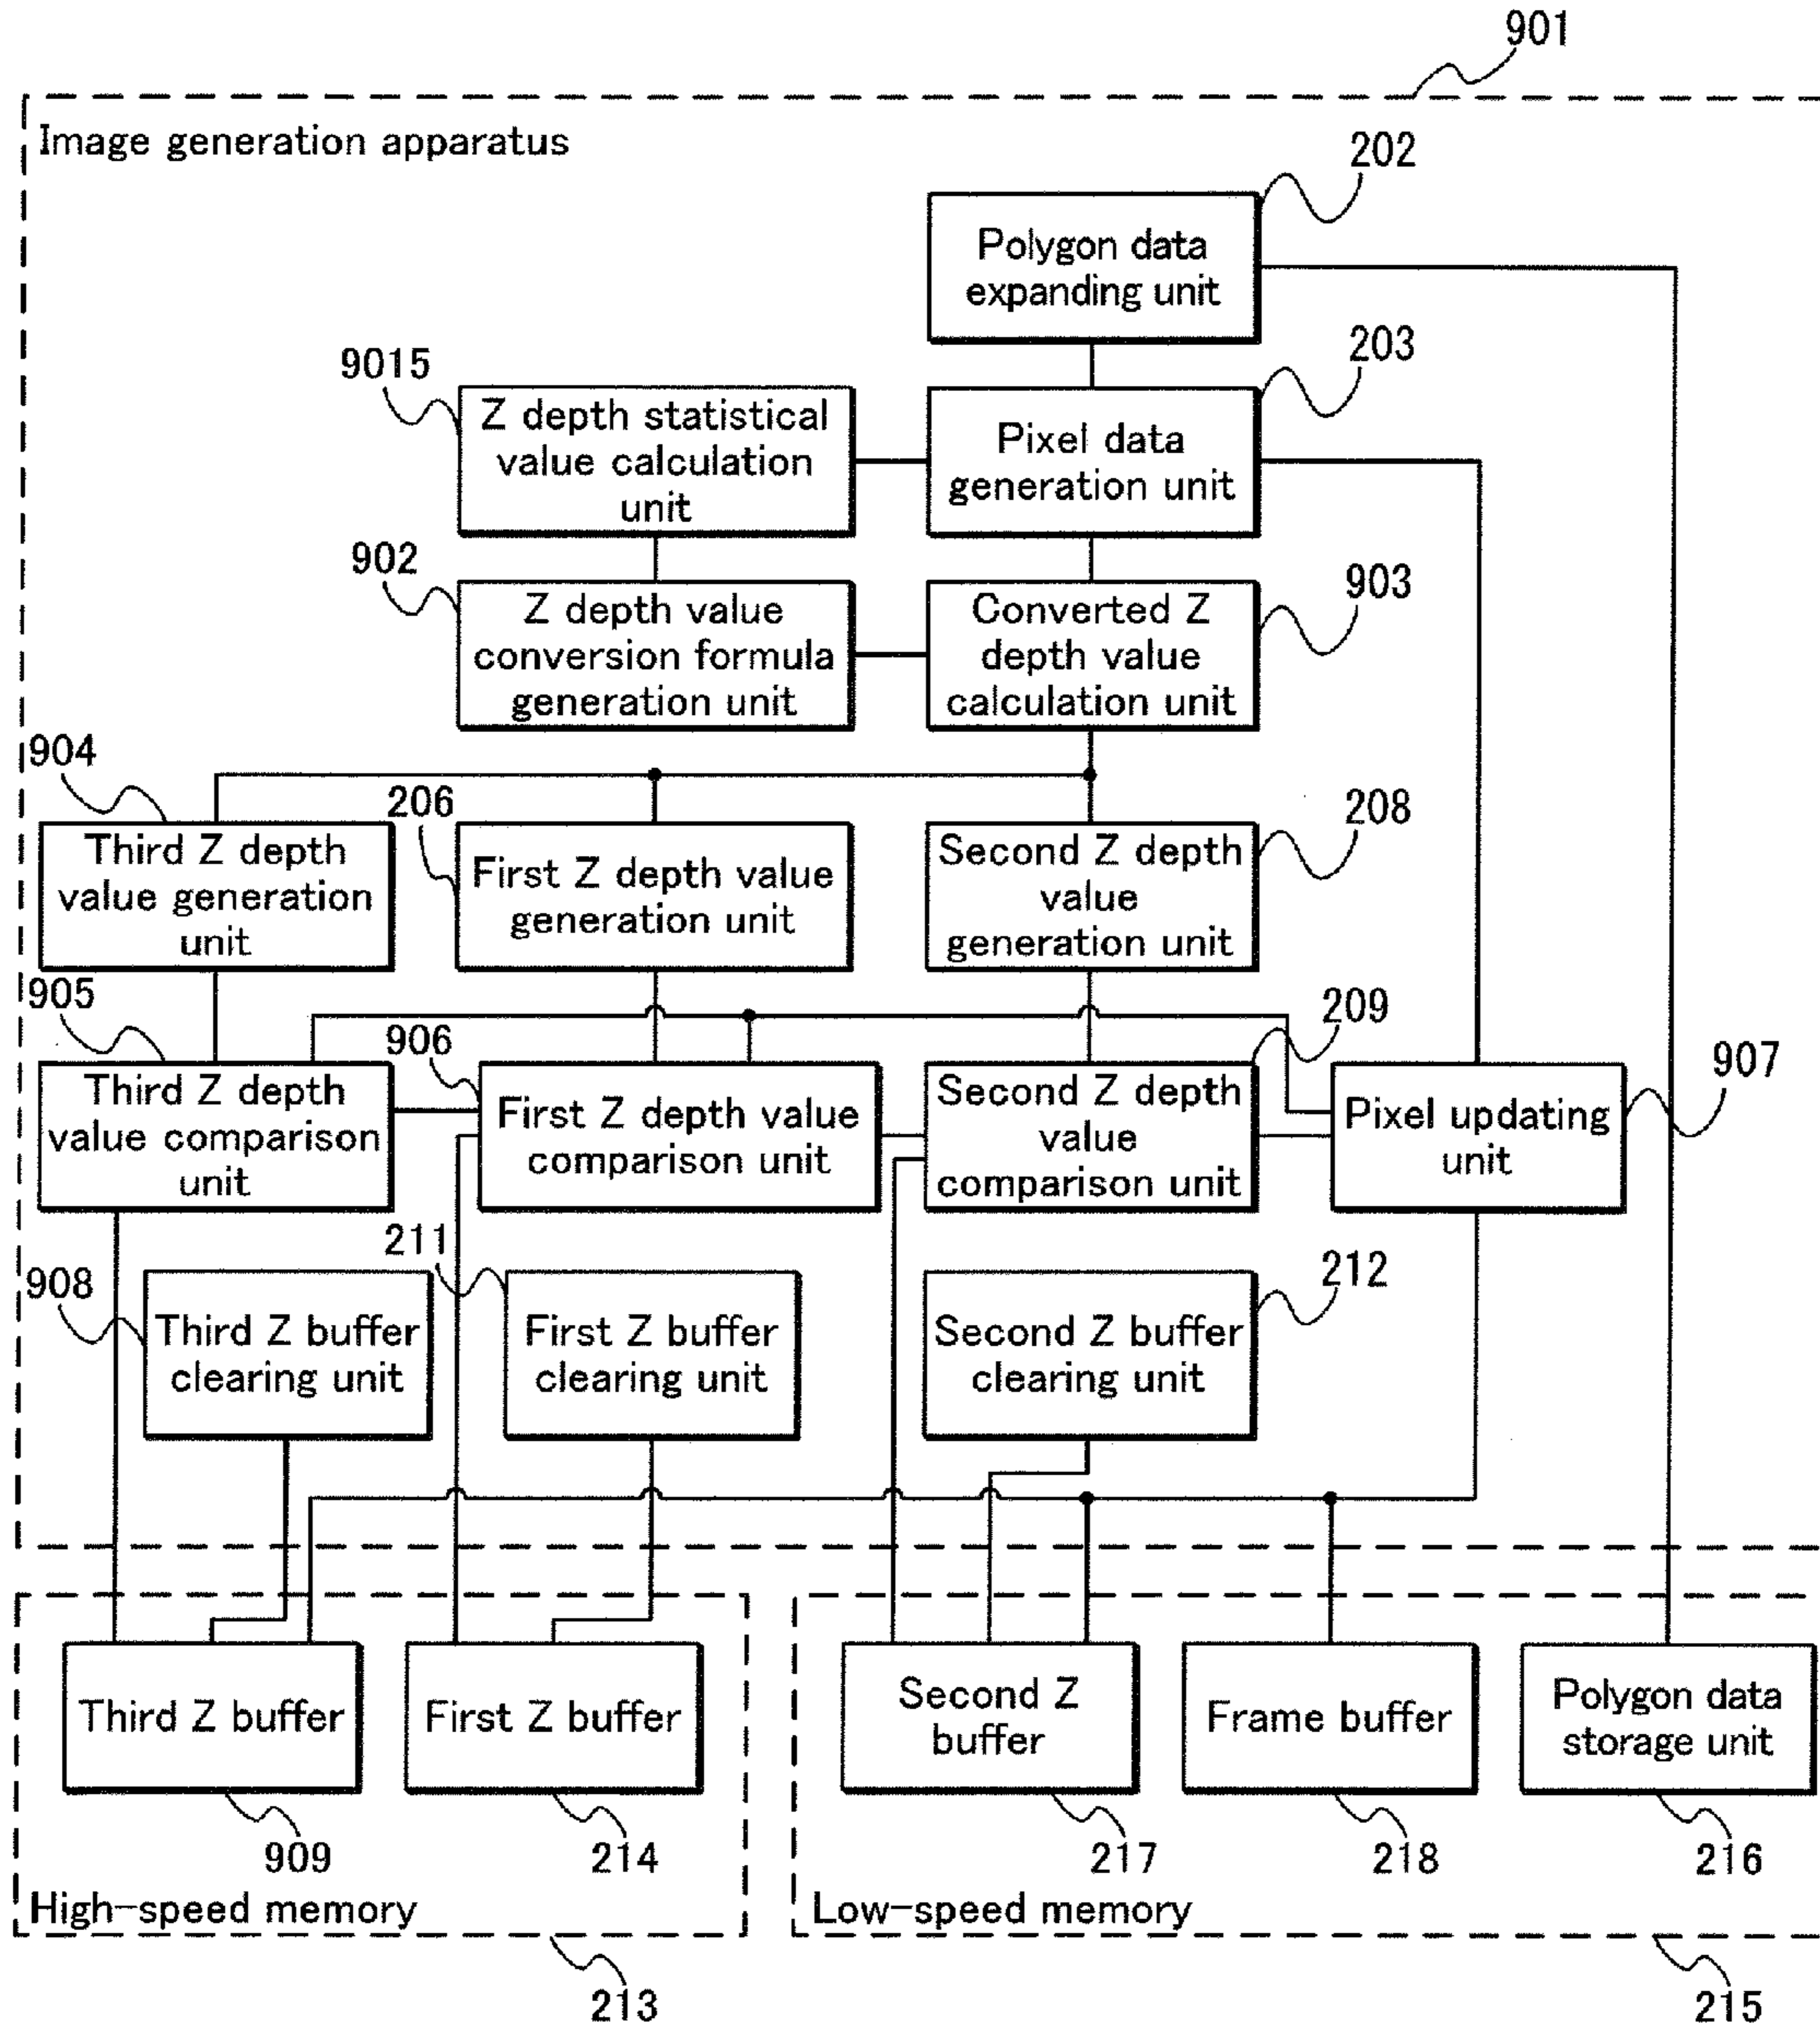 901
Image generation apparatus
202
Polygon data
expanding unit
203
9015
Z depth statistical
value calculation
unit
Pixel data
generation unit
902
Z depth value
conversion formula
generation unit
903
Converted Z
depth value
calculation unit
904
Third Z depth
value generation
unit
206
First Z depth value
generation unit
208
Second Z depth
value
generation unit
905
Third Z depth
value comparison
unit
906
First Z depth value
comparison unit
209
Second Z depth
value
comparison unit
907
Pixel updating
unit
908
Third Z buffer
clearing unit
211
First Z buffer
clearing unit
212
Second Z buffer
clearing unit
Third Z buffer
First Z buffer
Second Z
buffer
Frame buffer
Polygon data
storage unit
909
214
217
218
216
High-speed memory
Low-speed memory
213
215